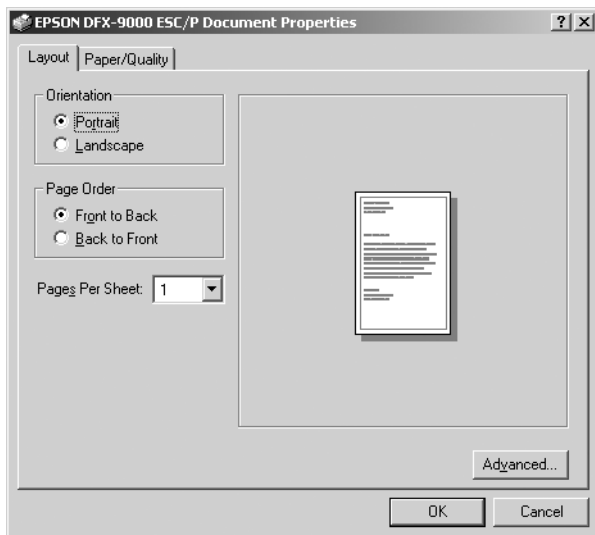 EPSON DFX-9000 ESC/P Document Properties
Layout
Paper/Quality
Orientation
Portrait
Landscape
Page Order
Front to Back
Back to Front
Pages Per Sheet: 1
Advanced...
OK
Cancel